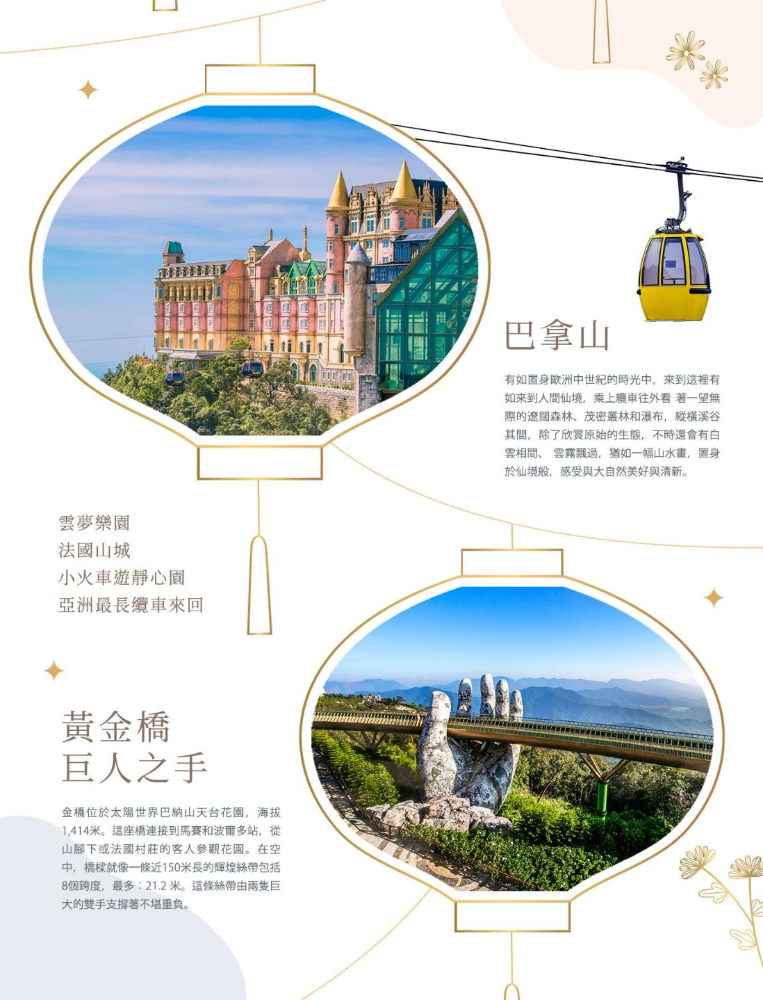 巴拿山
有如置身歐洲中世紀的時光中，來到這裡有
如來到人間仙境，乘上纜車往外看 著一望無
際的遼闊森林、茂密叢林和瀑布，縱橫溪谷
其間，除了欣賞原始的生態，不時還會有白
雲相間、 雲霧飄過，猶如一幅山水畫，置身
於仙境般，感受與大自然美好與清新。
雲夢樂園
法國山城
小火車遊靜心園
亞洲最長纜車來回
黃金橋
巨人之手
金橋位於太陽世界巴納山天台花園，海拔
1,414米。這座橋連接到馬賽和波爾多站，從
山腳下或法國村莊的客人參觀花園。在空
中，橋樑就像一條近150米長的輝煌絲帶包括
8個跨度，最多：21.2 米。這條絲帶由兩隻巨
大的雙手支撐著不堪重負。